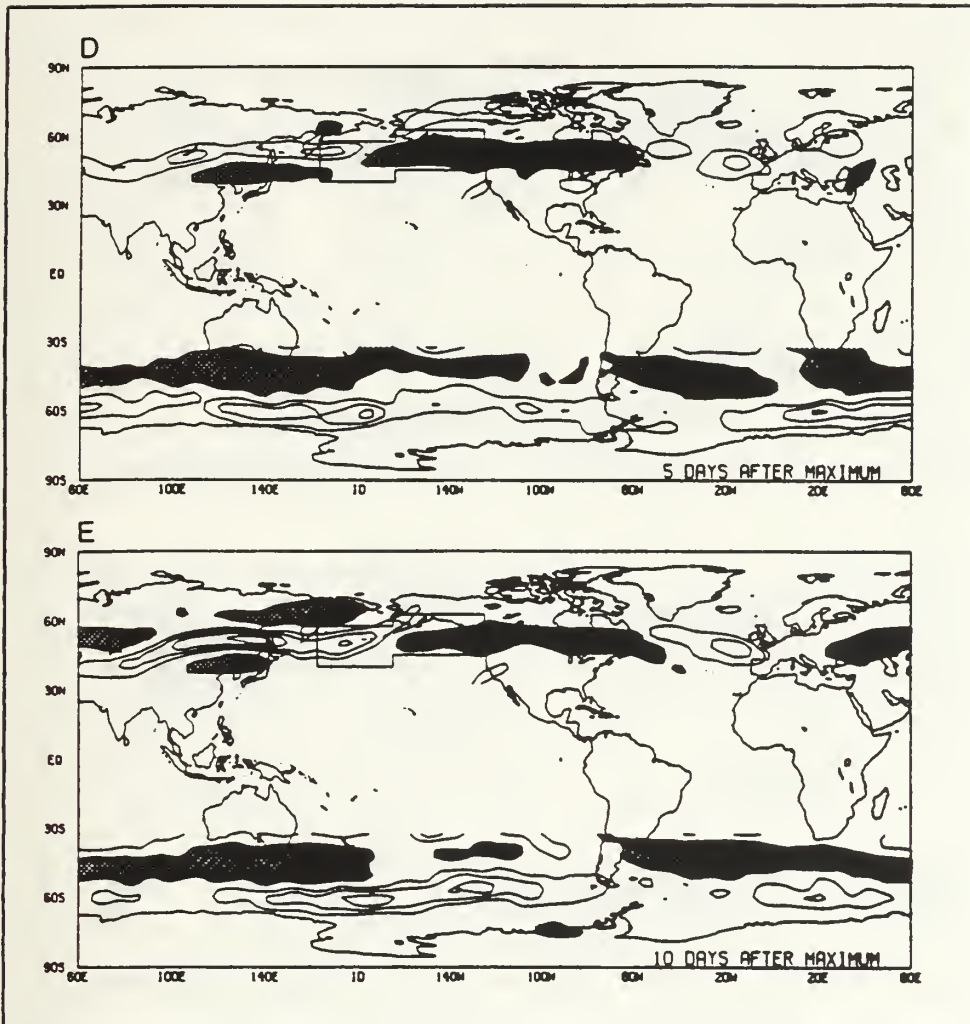 D
90N
60N
30N
EQ
30S
60S
90S
5 DAYS AFTER MAXIMUM
60E 100E 140E ID 140W 100W 60W 20W 20E 60E
E
90N
60N
30N
EQ
30S
60S
90S
10 DAYS AFTER MAXIMUM
60E 100E 140E ID 140W 100W 60W 20W 20E 60E